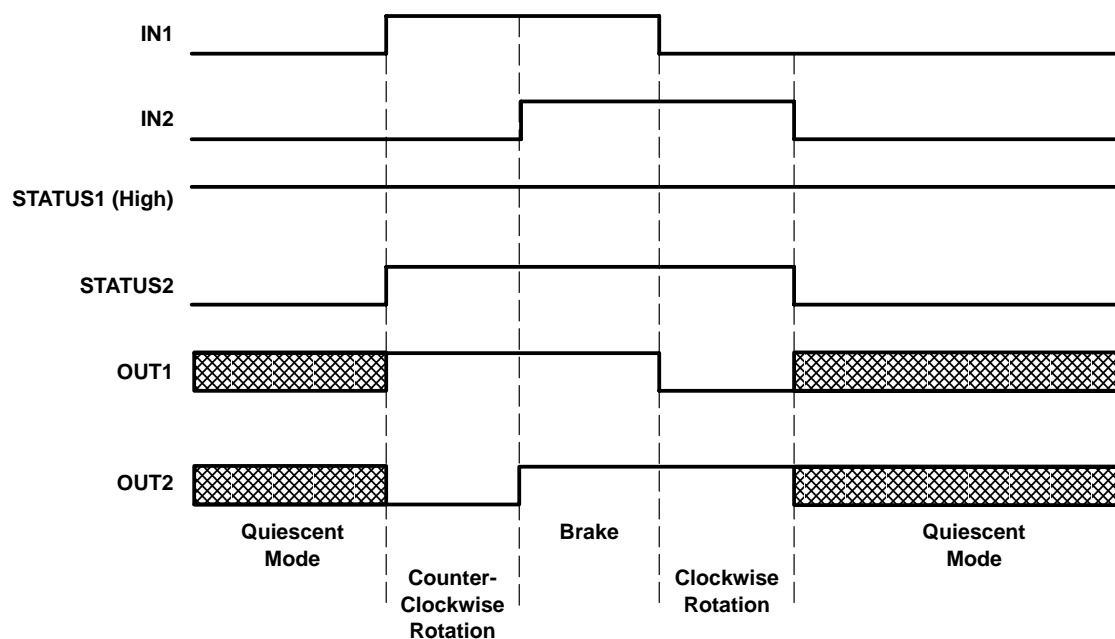 IN1
IN2
STATUS1 (High)
STATUS2
OUT1
OUT2
Quiescent
Mode
Counter-
Clockwise
Rotation
Brake
Clockwise
Rotation
Quiescent
Mode